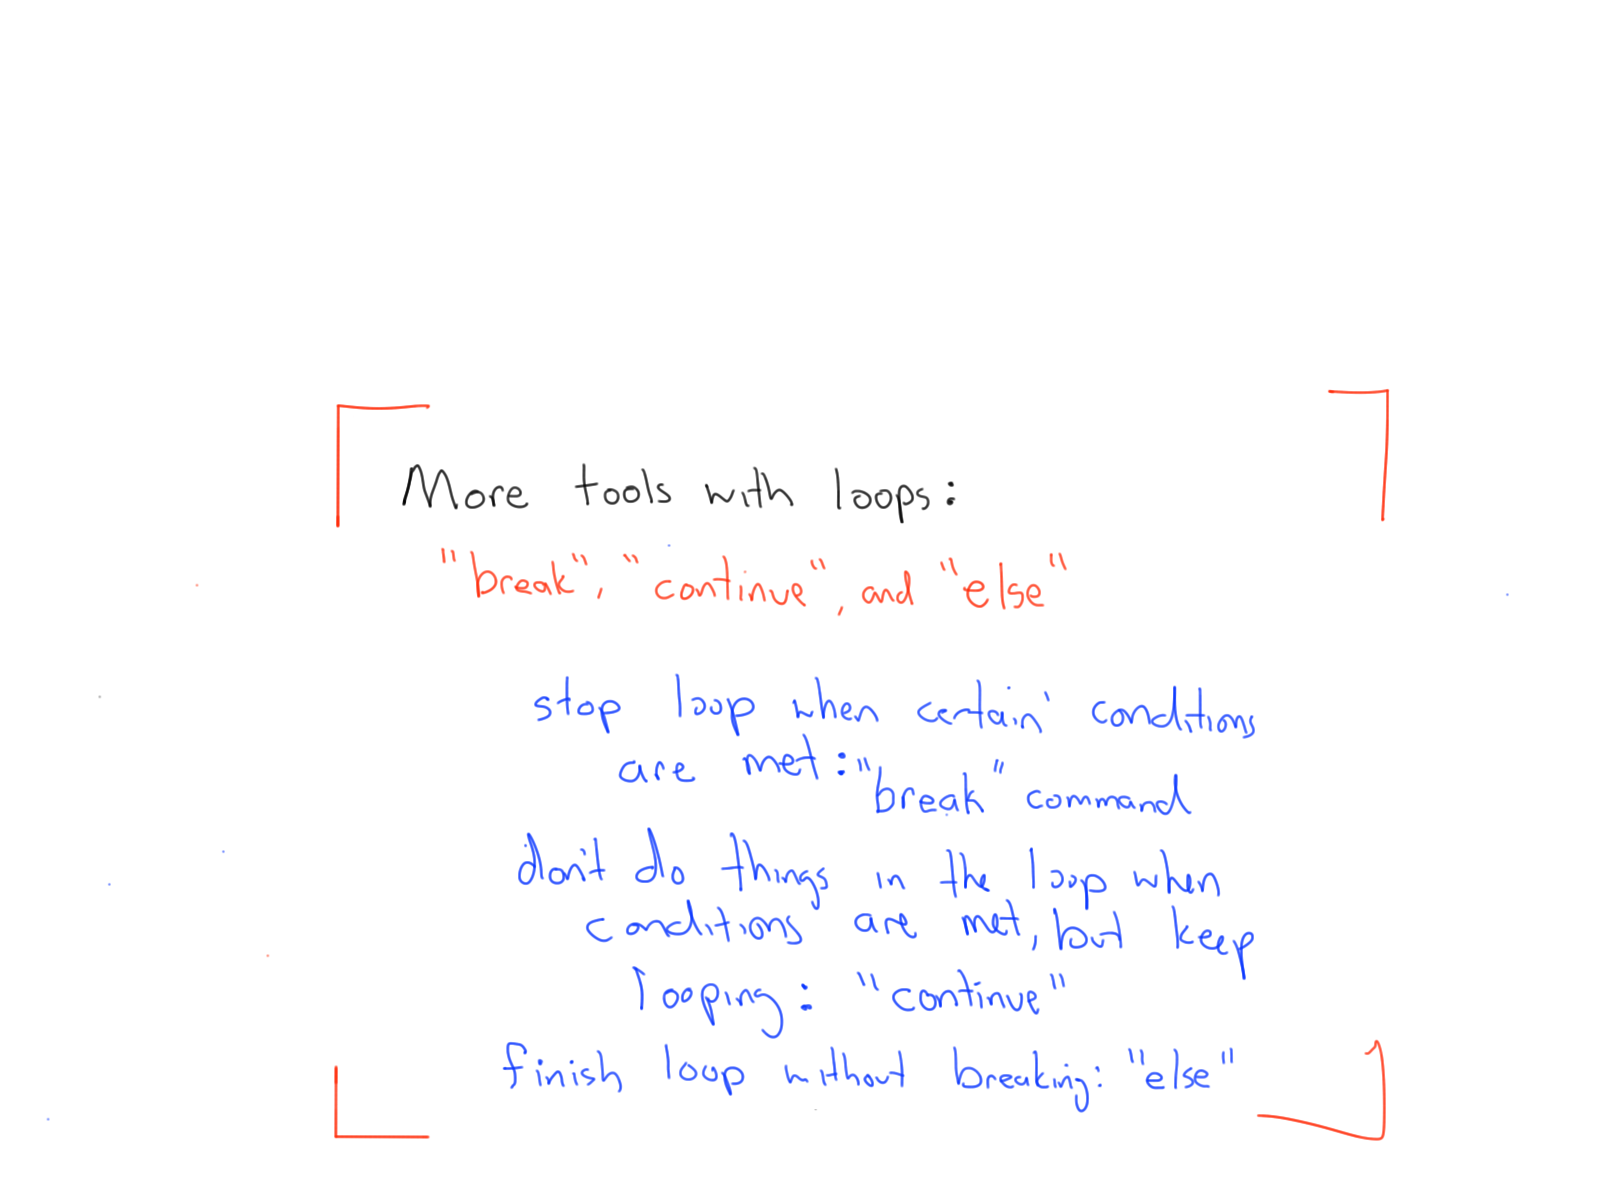 More tools with loops:
"break", "continue", and "else"
stop loop when certain conditions
are met: "break" command
don't do things in the loop when
conditions are met, but keep
looping: "continue"
finish loop without breaking: "else"